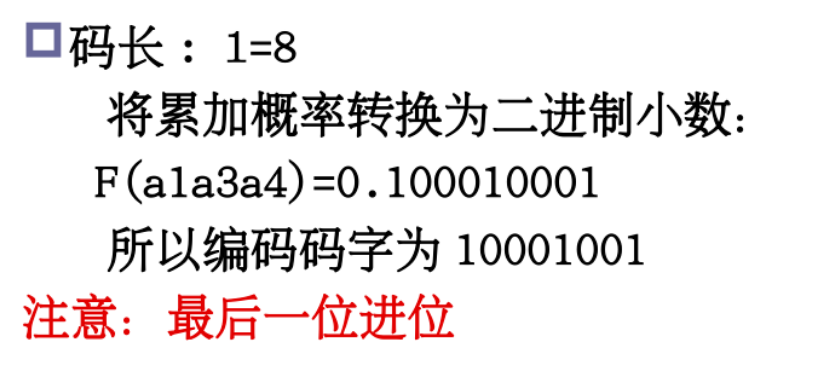 码长：l=8
将累加概率转换为二进制小数：
F(a1a3a4)=0.100010001
所以编码码字为 10001001
注意：最后一位进位